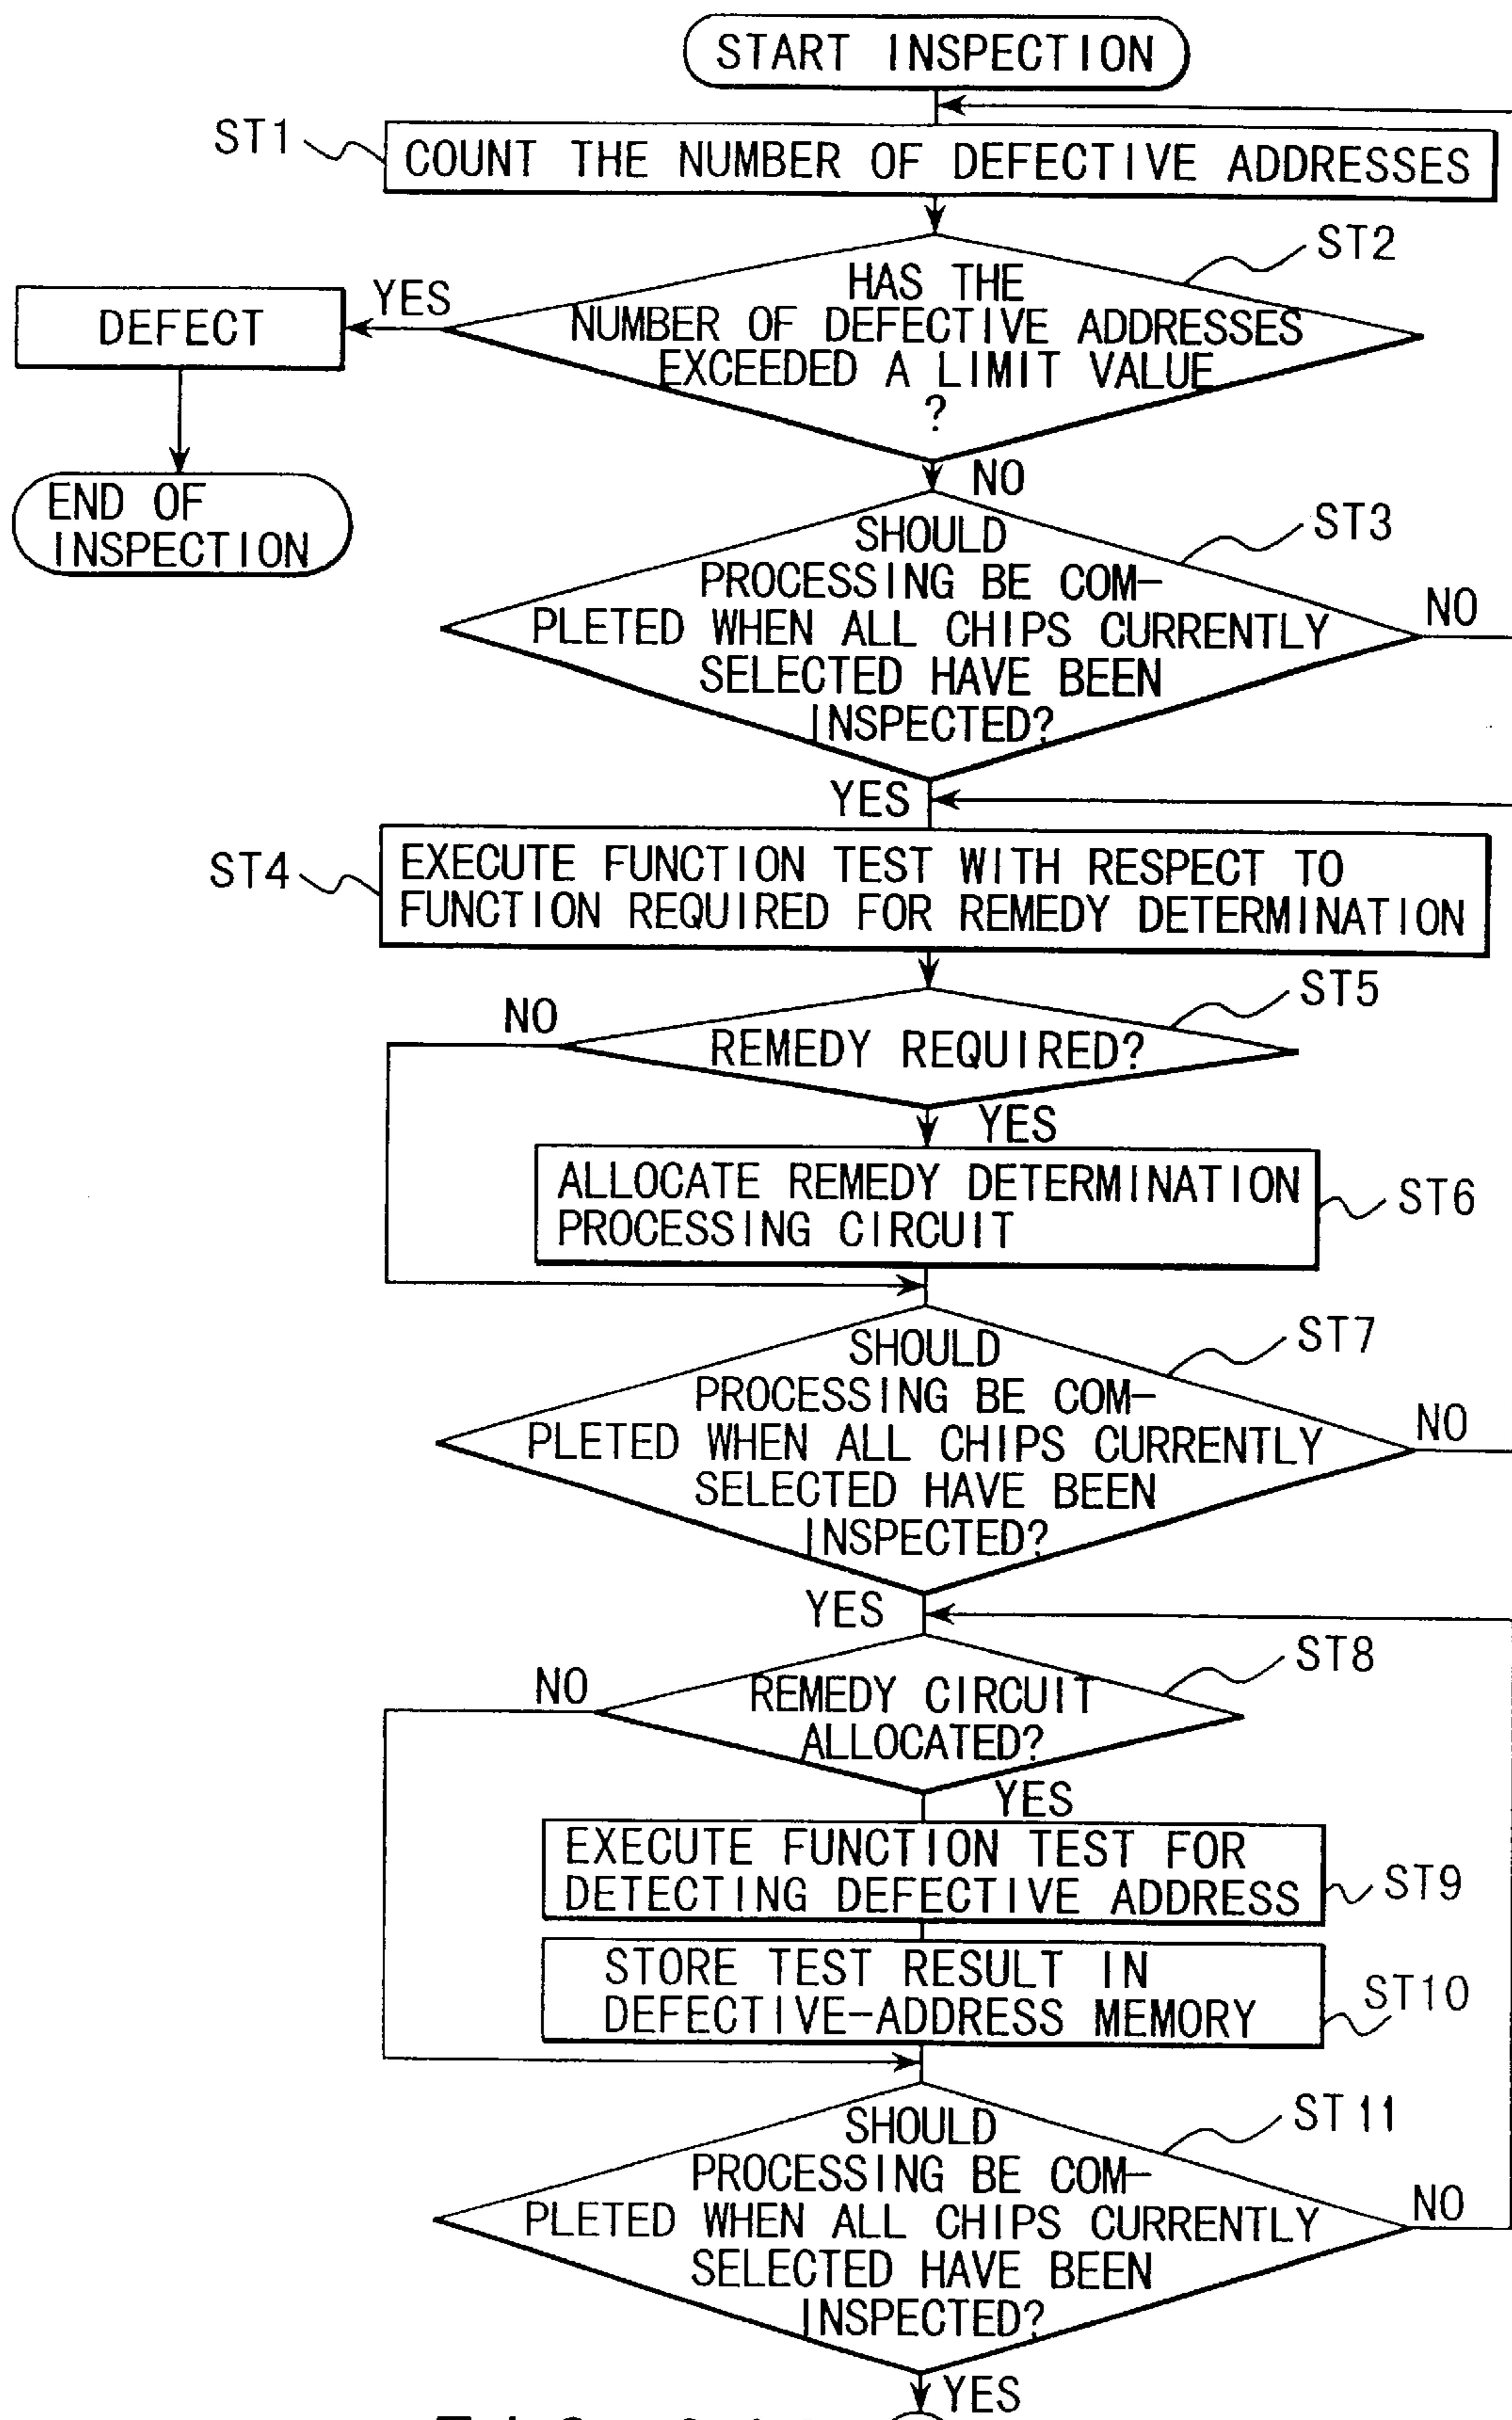 START INSPECTION
ST1
COUNT THE NUMBER OF DEFECTIVE ADDRESSES
ST2
HAS THE
NUMBER OF DEFECTIVE ADDRESSES
EXCEEDED A LIMIT VALUE
?
YES
DEFECT
END OF
INSPECTION
NO
ST3
SHOULD
PROCESSING BE COM-
PLETED WHEN ALL CHIPS CURRENTLY
SELECTED HAVE BEEN
INSPECTED?
NO
YES
ST4
EXECUTE FUNCTION TEST WITH RESPECT TO
FUNCTION REQUIRED FOR REMEDY DETERMINATION
ST5
NO
REMEDY REQUIRED?
YES
ALLOCATE REMEDY DETERMINATION
PROCESSING CIRCUIT
ST6
ST7
SHOULD
PROCESSING BE COM-
PLETED WHEN ALL CHIPS CURRENTLY
SELECTED HAVE BEEN
INSPECTED?
NO
YES
ST8
NO
REMEDY CIRCUIT
ALLOCATED?
YES
EXECUTE FUNCTION TEST FOR
DETECTING DEFECTIVE ADDRESS
ST9
STORE TEST RESULT IN
DEFECTIVE-ADDRESS MEMORY
ST10
ST11
SHOULD
PROCESSING BE COM-
PLETED WHEN ALL CHIPS CURRENTLY
SELECTED HAVE BEEN
INSPECTED?
NO
YES